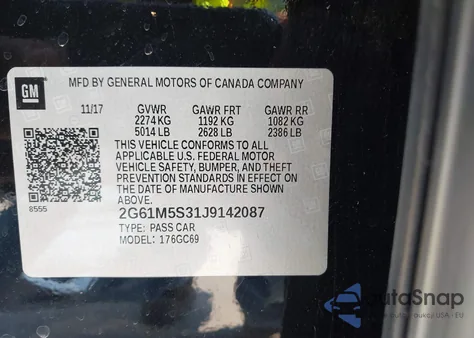 GM
MFD BY GENERAL MOTORS OF CANADA COMPANY
11/17 GVWR GAWR FRT GAWR RR
2274 KG 1192 KG 1082 KG
5014 LB 2628 LB 2386 LB
THIS VEHICLE CONFORMS TO ALL
APPLICABLE U.S. FEDERAL MOTOR
VEHICLE SAFETY, BUMPER, AND THEFT
PREVENTION STANDARDS IN EFFECT ON
THE DATE OF MANUFACTURE SHOWN
ABOVE.
8555
2G61M5S31J9142087
TYPE: PASS CAR
MODEL: 176GC69
autoSnap
USA - EU